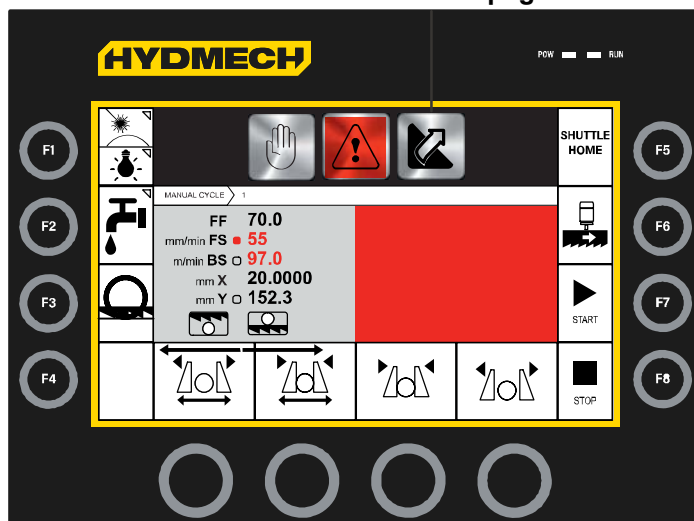 HYDMECH
POW
RUN
F1
SHUTTLE
HOME
F5
MANUAL CYCLE 1
F2
FF 70.0
mm/min FS 55
m/min BS 97.0
mm X 20.0000
mm Y 152.3
F6
F3
START
F7
F4
STOP
F8